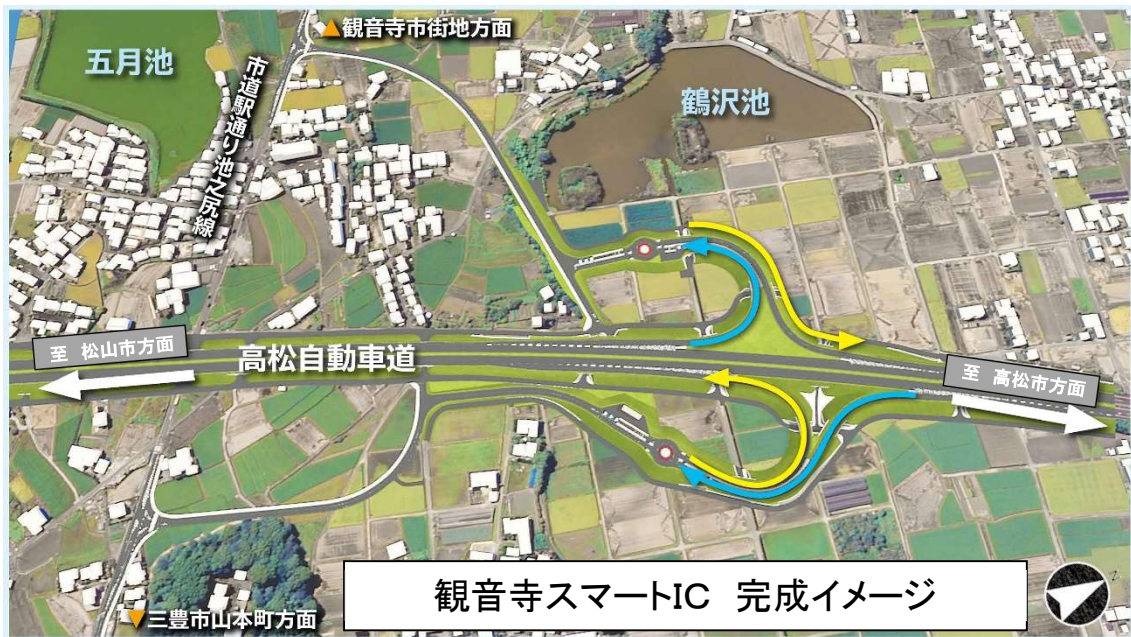 ▲観音寺市街地方面
五月池
市道駅通り池之尻線
鶴沢池
至 松山市方面
高松自動車道
至 高松市方面
観音寺スマートIC 完成イメージ
▼三豊市山本町方面